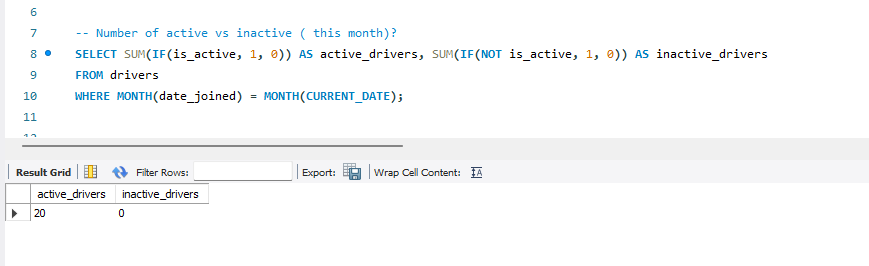 6
7 -- Number of active vs inactive ( this month)?
8 SELECT SUM(IF(is_active, 1, 0)) AS active_drivers, SUM(IF(NOT is_active, 1, 0)) AS inactive_drivers
9 FROM drivers
10 WHERE MONTH(date_joined) = MONTH(CURRENT_DATE);
11
Result Grid Filter Rows: Export: Wrap Cell Content: IA
active_drivers inactive_drivers
20 0